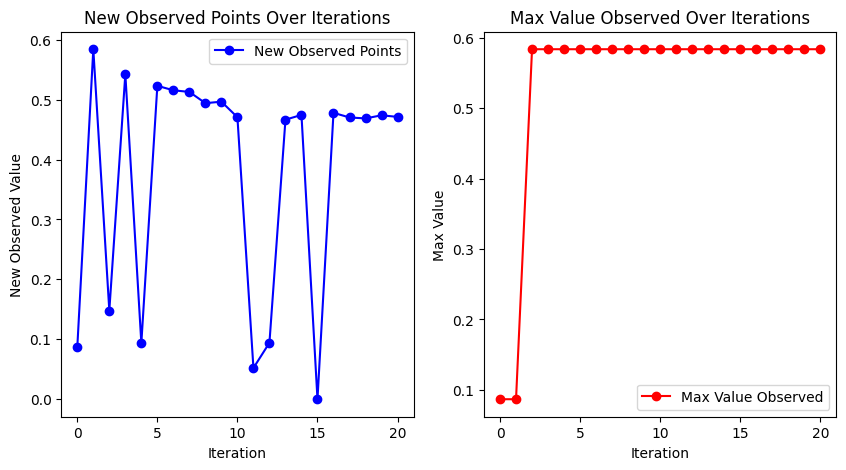 New Observed Points Over Iterations
New Observed Points
New Observed Value
0.6
0.5
0.4
0.3
0.2
0.1
0.0
0
5
10
15
20
Iteration
Max Value Observed Over Iterations
Max Value
0.6
0.5
0.4
0.3
0.2
0.1
Max Value Observed
0
5
10
15
20
Iteration